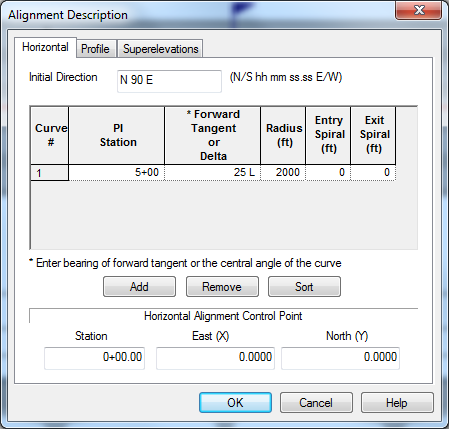 Alignment Description
Horizontal Profile Superelevations
Initial Direction N 90 E (N/S hh mm ss.ss E/W)
Curve # PI Station * Forward Tangent or Delta Radius (ft) Entry Spiral (ft) Exit Spiral (ft)
1 5+00 25 L 2000 0 0
* Enter bearing of forward tangent or the central angle of the curve
Add Remove Sort
Horizontal Alignment Control Point
Station East (X) North (Y)
0+00.00 0.0000 0.0000
OK Cancel Help